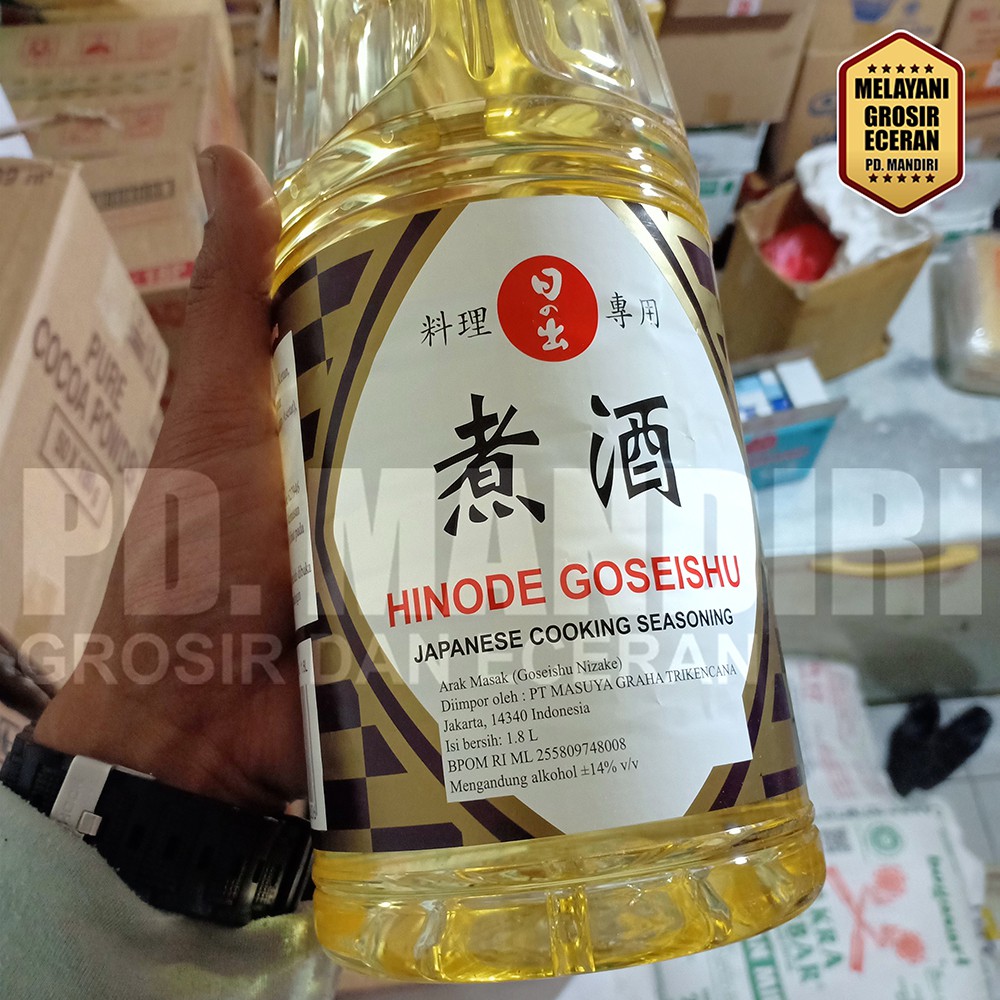 MELAYANI
GROSIR
ECERAN
PD. MANDIRI
料理
日の出
專用
煮酒
HINODE GOSEISHU
JAPANESE COOKING SEASONING
Arak Masak (Goseishu Nizake)
Diimpor oleh : PT MASUYA GRAHA TRIKENCANA
Jakarta, 14340 Indonesia
Isi bersih: 1.8 L
BPOM RI ML 255809748008
Mengandung alkohol ±14% v/v
PURE
COCOA POWDER
PD. MANDIRI
GROSIR DAN ECERAN